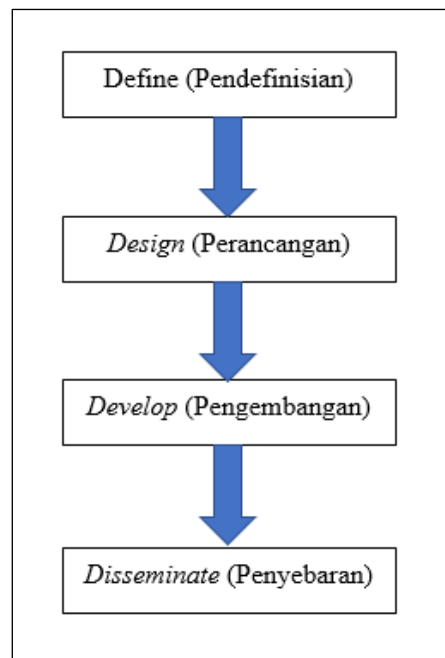 Define (Pendefinisian)
Design (Perancangan)
Develop (Pengembangan)
Disseminate (Penyebaran)